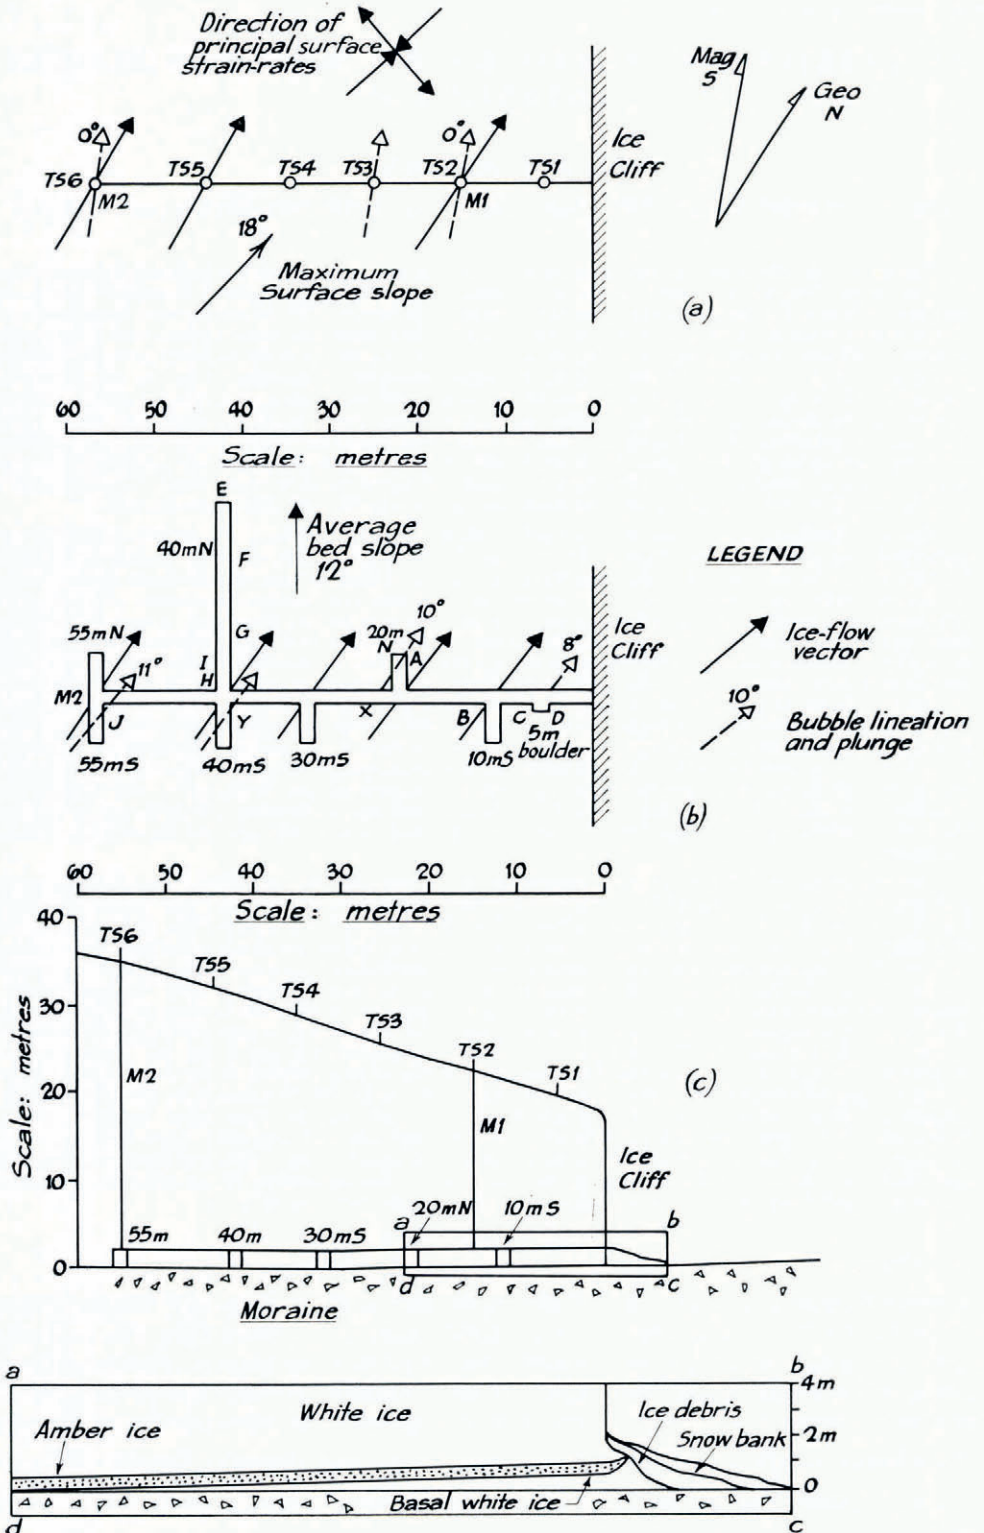 Direction of
principal surface
strain-rates
Mag
S
Geo
N
Ice
Cliff
0°
0°
TS6
TS5
TS4
TS3
TS2
TS1
M2
M1
18°
Maximum
Surface slope
(a)
60 50 40 30 20 10 0
Scale: metres
E
40mN
F
Average
bed slope
12°
LEGEND
55mN
G
20m
N
10°
A
8°
Ice
Cliff
Ice-flow
vector
I
H
11°
M2
J
Y
X
B
C
D
5m
boulder
10°
Bubble lineation
and plunge
55mS
40mS
30mS
10mS
(b)
60 50 40 30 20 10 0
Scale: metres
40
TS6
TS5
TS4
30
TS3
TS2
TS1
Scale: metres
M2
(c)
20
M1
Ice
Cliff
10
a
20mN
10mS
b
55m
40m
30mS
0
d
c
Moraine
a
b
4m
White ice
Ice debris
Amber ice
Snow bank
2m
Basal white ice
0
d
c